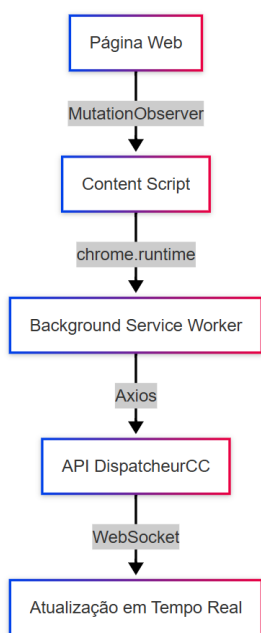 Página Web
MutationObserver
Content Script
chrome.runtime
Background Service Worker
Axios
API DispatcheurCC
WebSocket
Atualização em Tempo Real